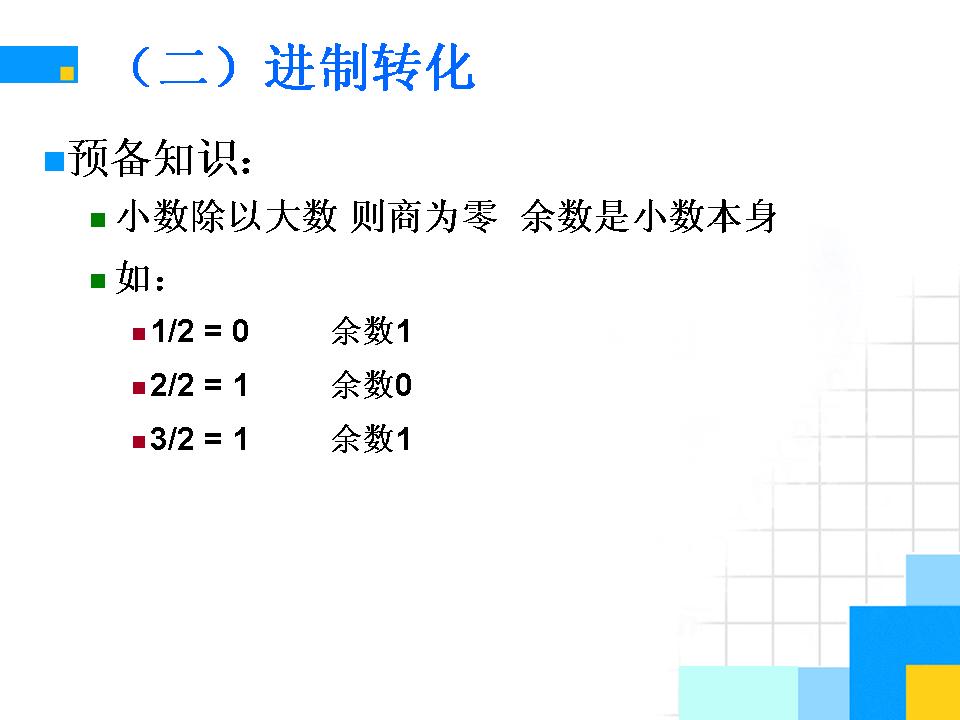 （二）进制转化
预备知识：
小数除以大数 则商为零 余数是小数本身
如：
1/2 = 0 余数1
2/2 = 1 余数0
3/2 = 1 余数1